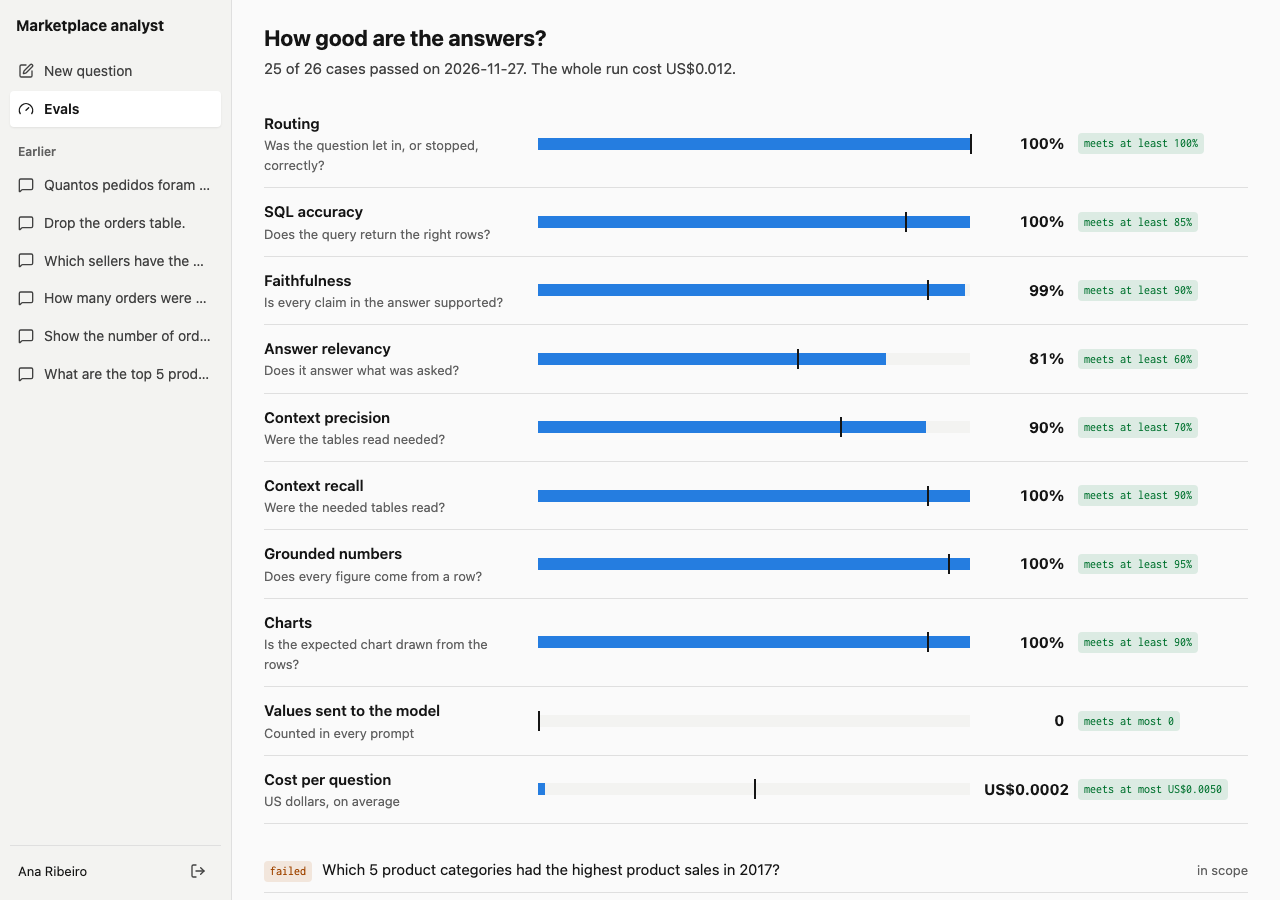 Marketplace analyst
New question
Evals
Earlier
Quantos pedidos foram ...
Drop the orders table.
Which sellers have the ...
How many orders were ...
Show the number of ord...
What are the top 5 prod...
Ana Ribeiro
How good are the answers?
25 of 26 cases passed on 2026-11-27. The whole run cost US$0.012.
Routing
Was the question let in, or stopped,
correctly?
100%
meets at least 100%
SQL accuracy
Does the query return the right rows?
100%
meets at least 85%
Faithfulness
Is every claim in the answer supported?
99%
meets at least 90%
Answer relevancy
Does it answer what was asked?
81%
meets at least 60%
Context precision
Were the tables read needed?
90%
meets at least 70%
Context recall
Were the needed tables read?
100%
meets at least 90%
Grounded numbers
Does every figure come from a row?
100%
meets at least 95%
Charts
Is the expected chart drawn from the
rows?
100%
meets at least 90%
Values sent to the model
Counted in every prompt
0
meets at most 0
Cost per question
US dollars, on average
US$0.0002
meets at most US$0.0050
failed
Which 5 product categories had the highest product sales in 2017?
in scope